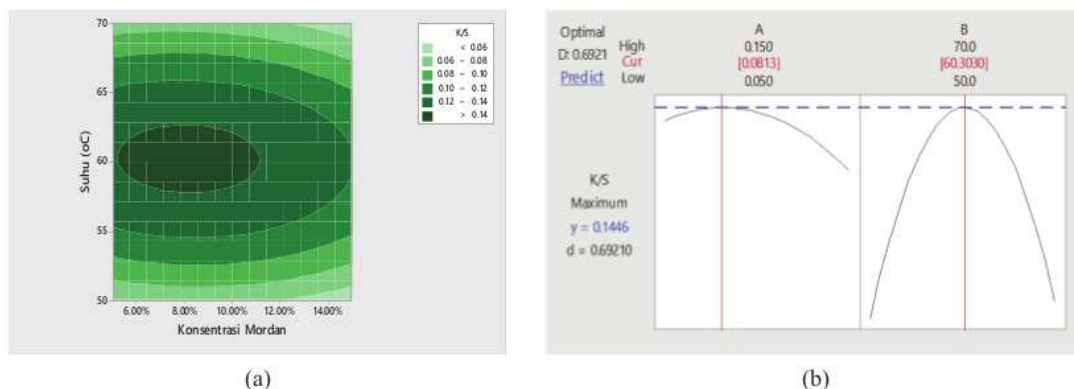 70
65
60
55
50
Suhu (oC)
6.00% 8.00% 10.00% 12.00% 14.00%
Konsentrasi Mordan
K/S
< 0.06
0.06 – 0.08
0.08 – 0.10
0.10 – 0.12
0.12 – 0.14
> 0.14
(a)
Optimal
D: 0.6921
Predict
High
Cur
Low
A
0.150
[0.0813]
0.050
B
70.0
[60.3030]
50.0
K/S
Maximum
y = 0.1446
d = 0.69210
(b)